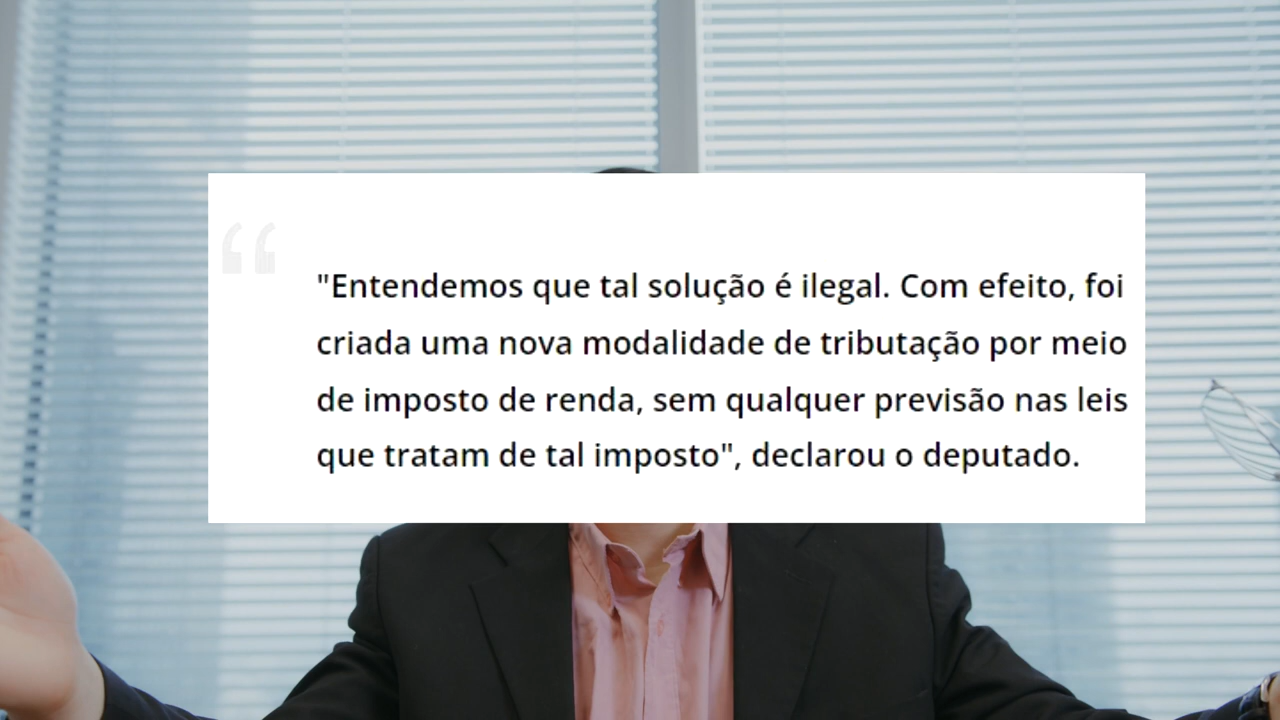 "Entendemos que tal solução é ilegal. Com efeito, foi
criada uma nova modalidade de tributação por meio
de imposto de renda, sem qualquer previsão nas leis
que tratam de tal imposto", declarou o deputado.